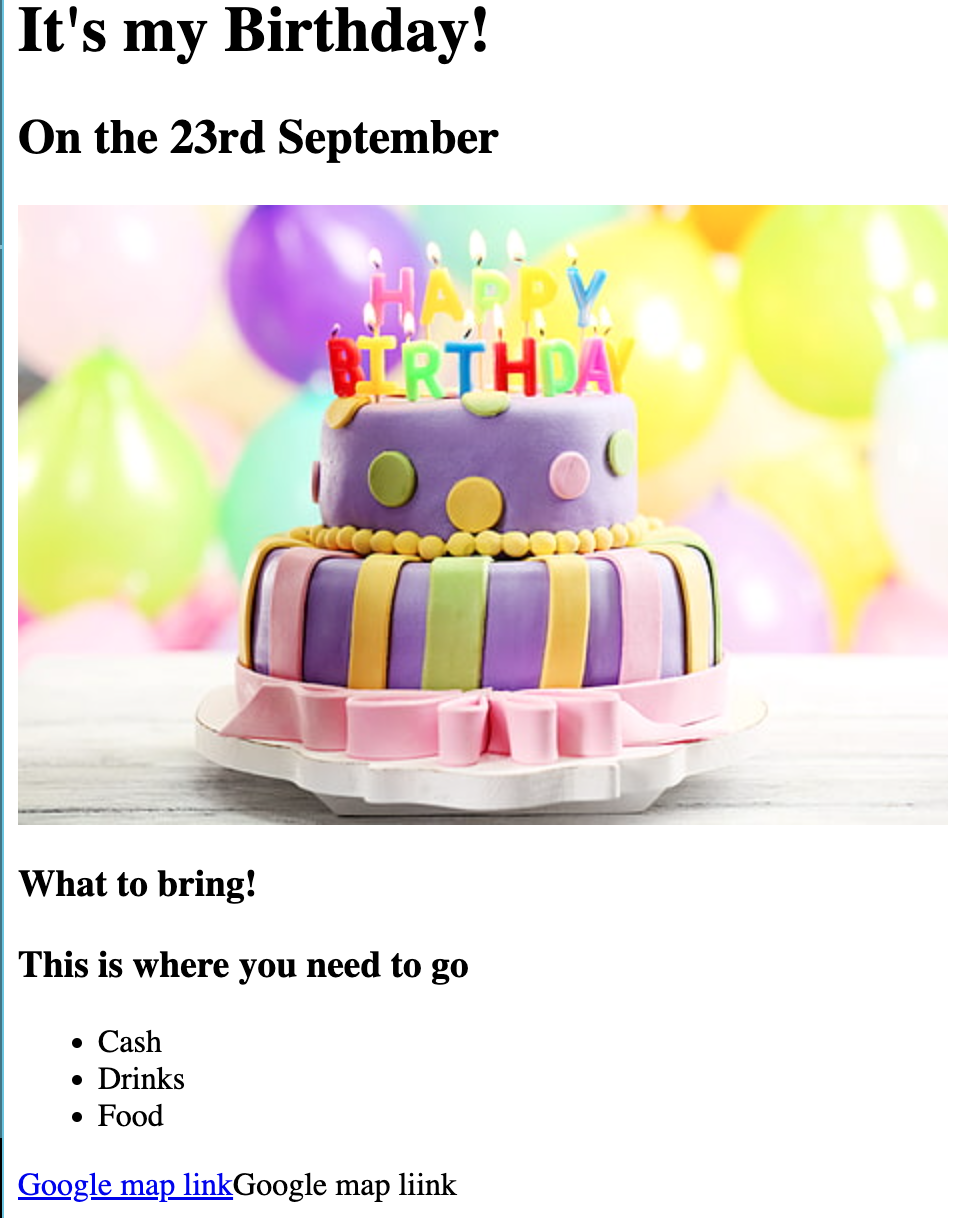 It's my Birthday!
On the 23rd September
HAPPY
BIRTHDAY
What to bring!
This is where you need to go
Cash
Drinks
Food
Google map linkGoogle map liink